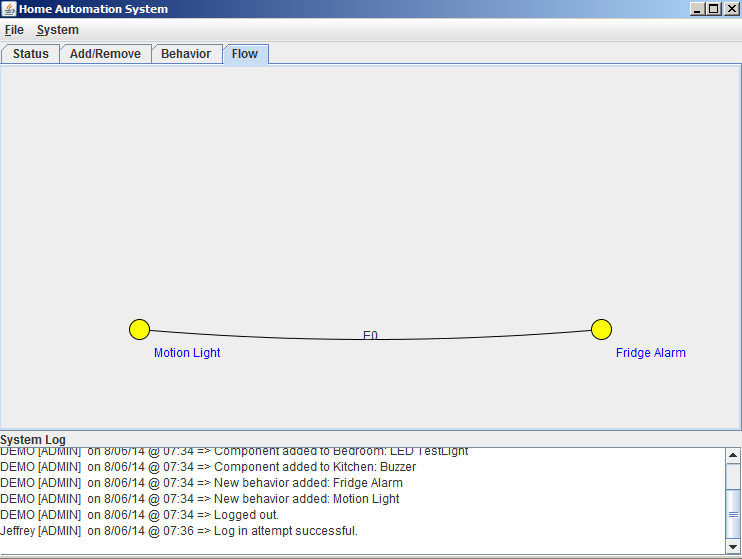 Home Automation System
File System
Status Add/Remove Behavior Flow
E0
Motion Light Fridge Alarm
System Log
DEMO [ADMIN] on 8/06/14 @ 07:34 => Component added to Bedroom: LED TestLight
DEMO [ADMIN] on 8/06/14 @ 07:34 => Component added to Kitchen: Buzzer
DEMO [ADMIN] on 8/06/14 @ 07:34 => New behavior added: Fridge Alarm
DEMO [ADMIN] on 8/06/14 @ 07:34 => New behavior added: Motion Light
DEMO [ADMIN] on 8/06/14 @ 07:34 => Logged out.
Jeffrey [ADMIN] on 8/06/14 @ 07:36 => Log in attempt successful.